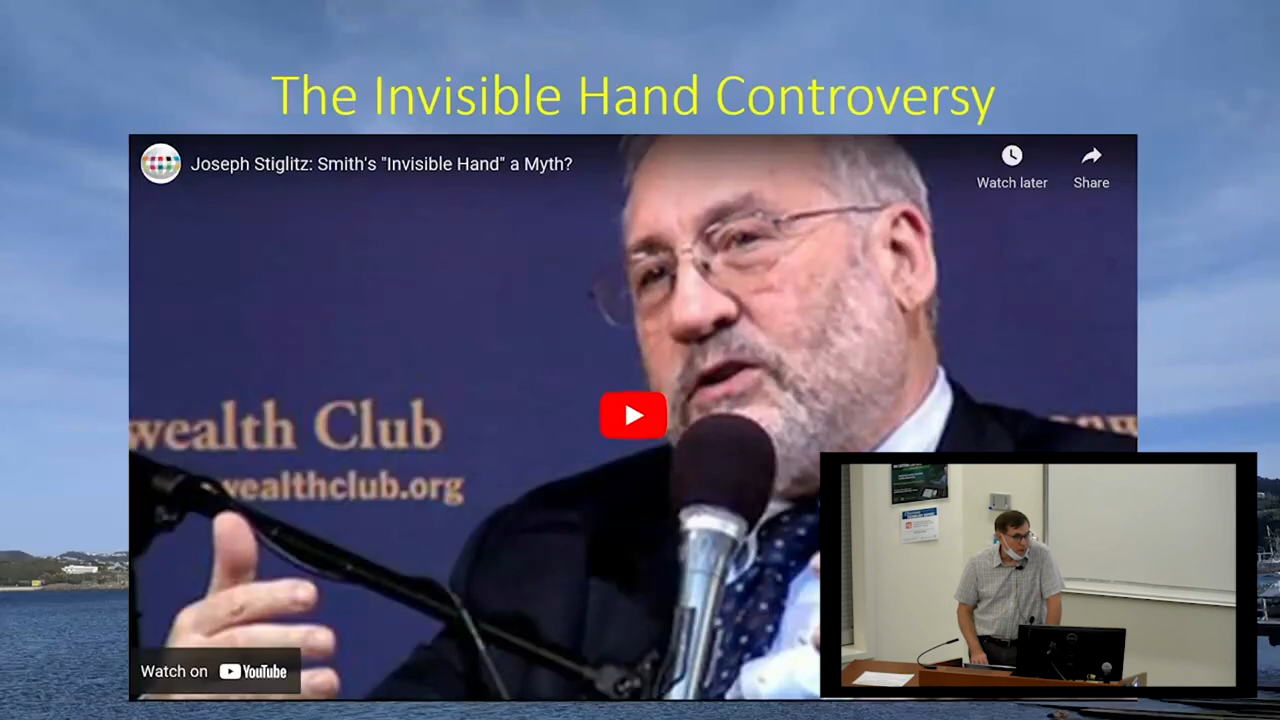 The Invisible Hand Controversy
Joseph Stiglitz: Smith's "Invisible Hand" a Myth?
Watch later
Share
wealth Club
wealthclub.org
Watch on YouTube